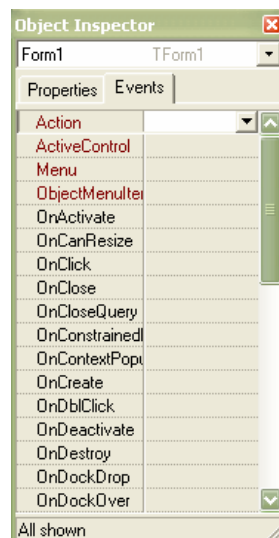 Object Inspector
Form1 TForm1
Properties Events
Action
ActiveControl
Menu
ObjectMenuIter
OnActivate
OnCanResize
OnClick
OnClose
OnCloseQuery
OnConstrainedl
OnContextPopu
OnCreate
OnDblClick
OnDeactivate
OnDestroy
OnDockDrop
OnDockOver
All shown